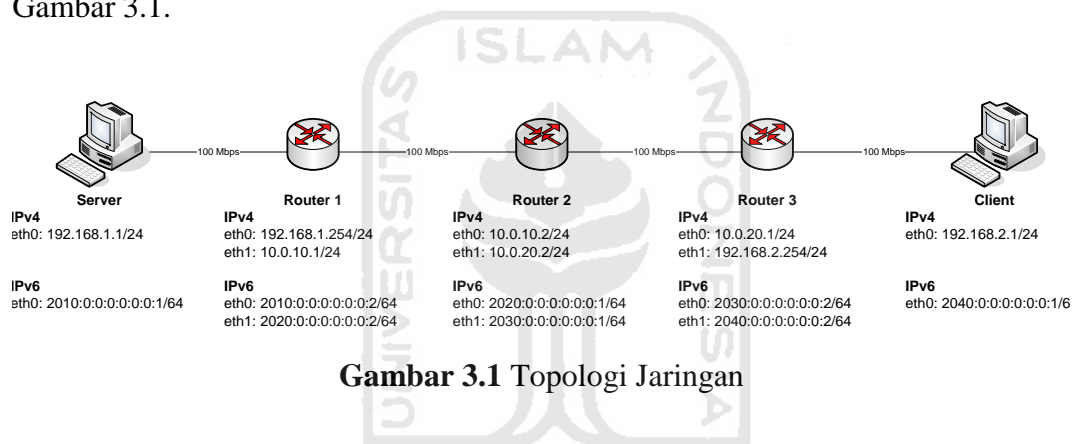 Gambar 3.1.
ISLAM
UNIVERSITAS
INDONESIA
100 Mbps
100 Mbps
100 Mbps
100 Mbps
Server
IPv4
eth0: 192.168.1.1/24
IPv6
eth0: 2010:0:0:0:0:0:0:1/64
Router 1
IPv4
eth0: 192.168.1.254/24
eth1: 10.0.10.1/24
IPv6
eth0: 2010:0:0:0:0:0:0:2/64
eth1: 2020:0:0:0:0:0:0:2/64
Router 2
IPv4
eth0: 10.0.10.2/24
eth1: 10.0.20.2/24
IPv6
eth0: 2020:0:0:0:0:0:0:1/64
eth1: 2030:0:0:0:0:0:0:1/64
Router 3
IPv4
eth0: 10.0.20.1/24
eth1: 192.168.2.254/24
IPv6
eth0: 2030:0:0:0:0:0:0:2/64
eth1: 2040:0:0:0:0:0:0:2/64
Client
IPv4
eth0: 192.168.2.1/24
IPv6
eth0: 2040:0:0:0:0:0:0:1/6
Gambar 3.1 Topologi Jaringan